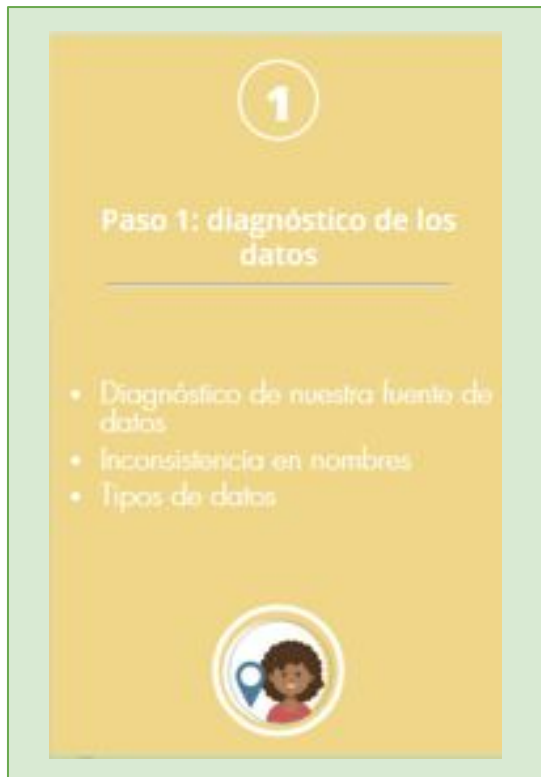 1
Paso 1: diagnóstico de los
datos
• Diagnóstico de nuestra fuente de
datos
• Inconsistencia en nombres
• Tipos de datos